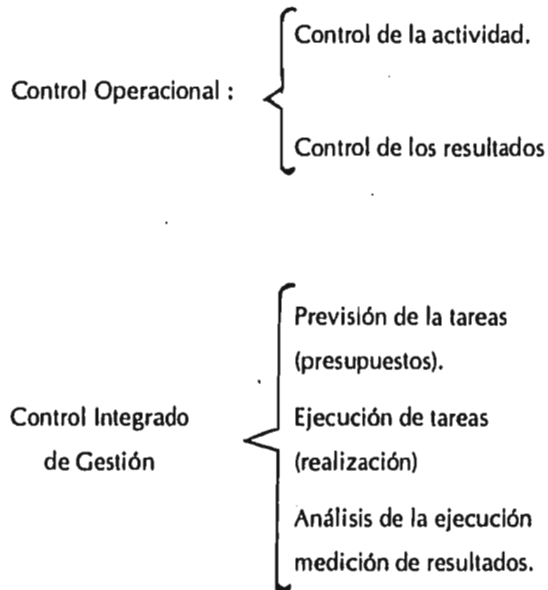 Control Operacional :
Control de la actividad.
Control de los resultados
Control Integrado
de Gestión
Previsión de la tareas
(presupuestos).
Ejecución de tareas
(realización)
Análisis de la ejecución
medición de resultados.